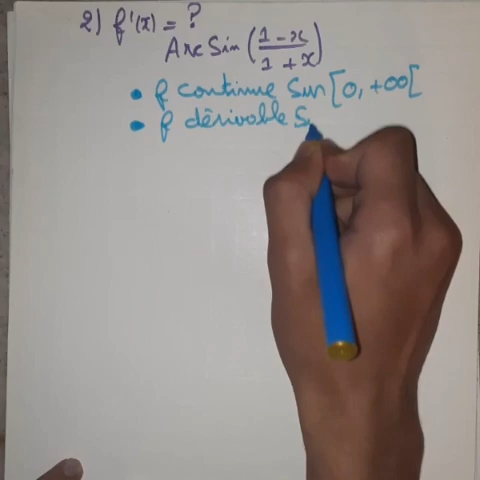 2) f'(x) = ?
Arc Sin (1-x/1+x)
• f continue Sur [0, +∞[
• f dérivable S